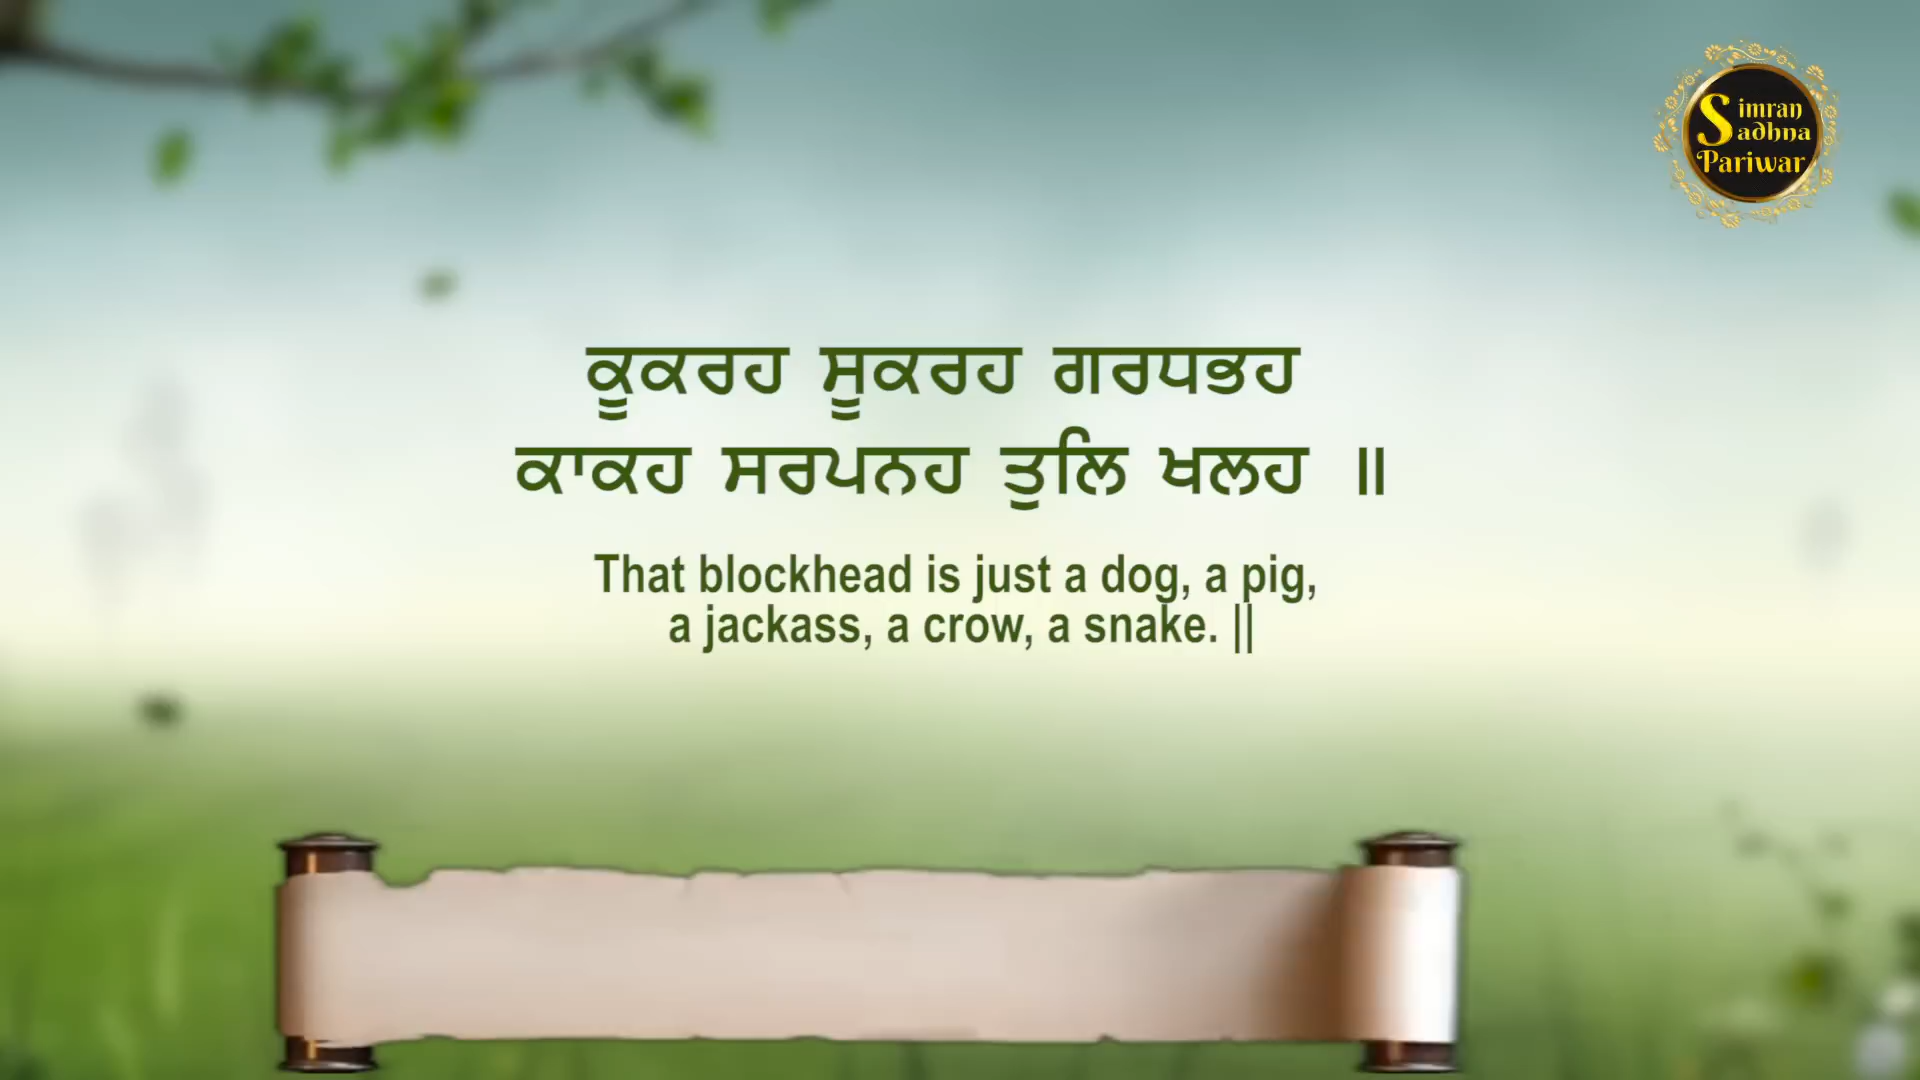 Simran
Sadhna
Pariwar
ਕੂਕਰਹ ਸੂਕਰਹ ਗਰਧਭਹ
ਕਾਕਹ ਸਰਪਨਹ ਤੁਲਿ ਖਲਹ ॥
That blockhead is just a dog, a pig,
a jackass, a crow, a snake. ||